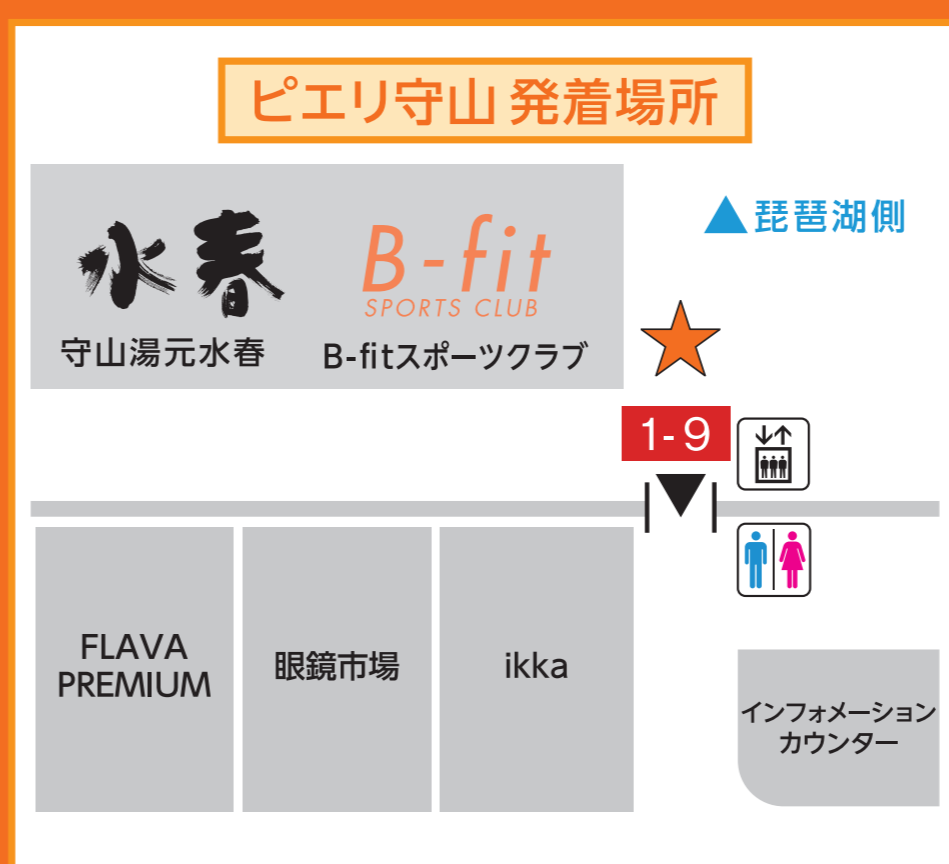 ピエリ守山 発着場所
▲琵琶湖側
水春
B-fit
SPORTS CLUB
守山湯元水春
B-fitスポーツクラブ
1-9
FLAVA
PREMIUM
眼鏡市場
ikka
インフォメーション
カウンター